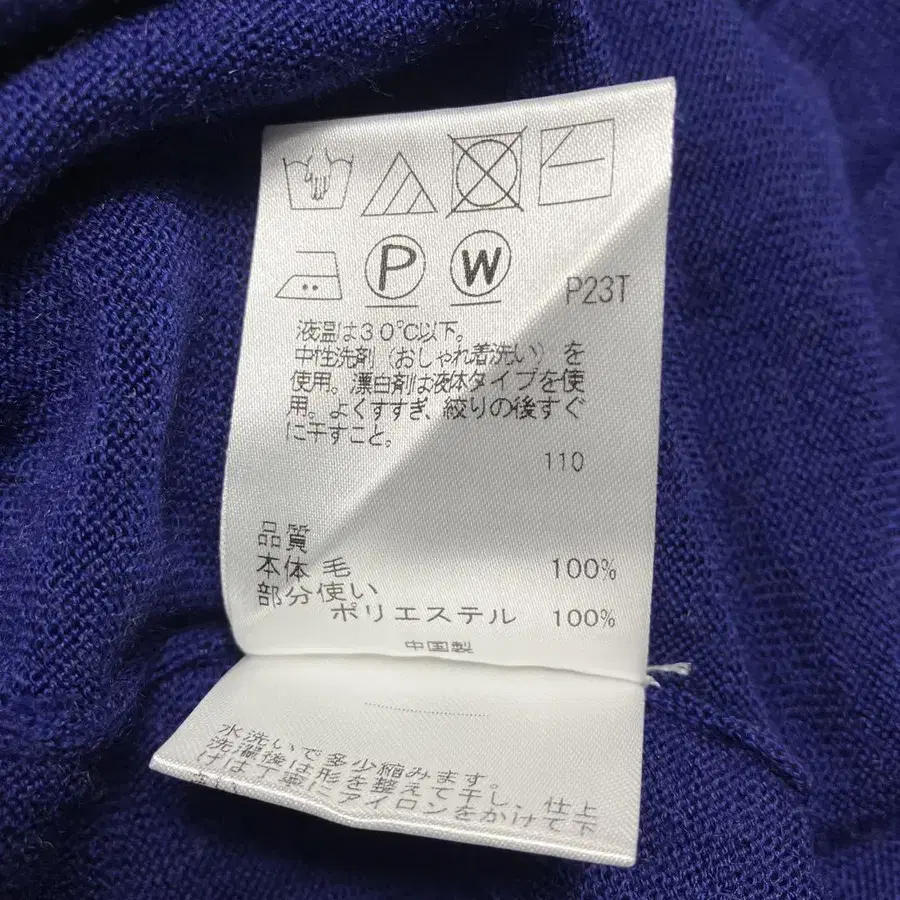 P W P23T
液温は30℃以下。
中性洗剤(おしゃれ着洗い)を
使用。漂白剤は液体タイプを使
用。よくすすぎ、絞りの後すぐ
に干すこと。
110
品質
本体 毛 100%
部分使い
ポリエステル 100%
中国製
水洗いで多少縮みます。
洗濯後は形を整えて干し、仕上
げは丁寧にアイロンをかけて下